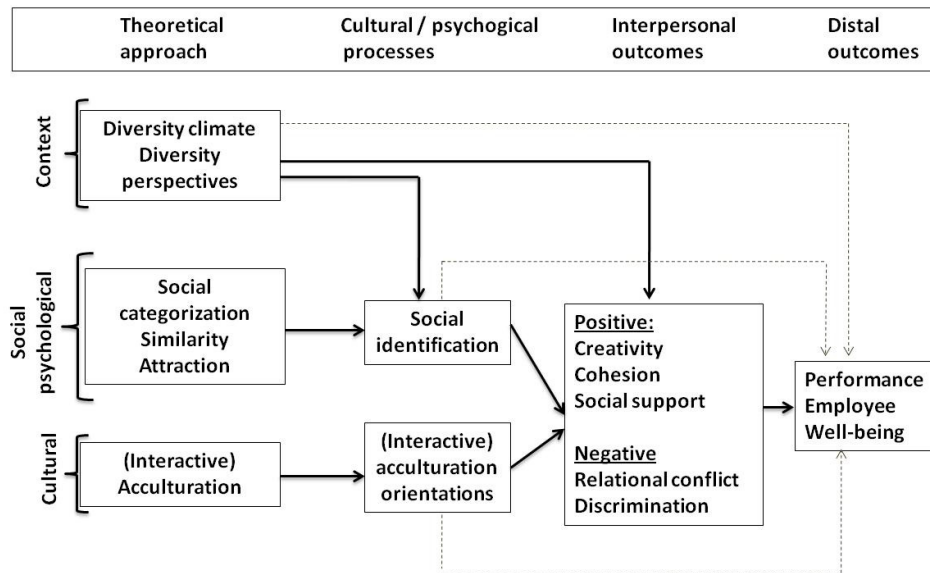 Theoretical
approach
Cultural / psychogical
processes
Interpersonal
outcomes
Distal
outcomes
Context
Diversity climate
Diversity
perspectives
Social
psychological
Social
categorization
Similarity
Attraction
Social
identification
Positive:
Creativity
Cohesion
Social support
Negative
Relational conflict
Discrimination
Performance
Employee
Well-being
Cultural
(Interactive)
Acculturation
(Interactive)
acculturation
orientations